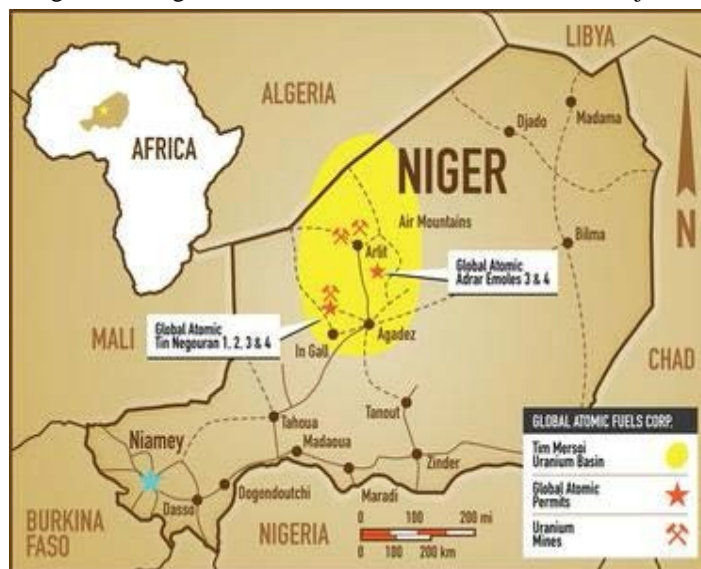 LIBYA
ALGERIA
Madama
Djado
AFRICA
NIGER
Air Mountains
N
Bilma
Arlit
Global Atomic
Adrar Emoles 3 & 4
Global Atomic
Tin Negouran 1, 2, 3 & 4
MALI
In Gall
Agadez
CHAD
Tanout
Tahoua
GLOBAL ATOMIC FUELS CORP.
Niamey
Madaoua
Zinder
Tim Mersoi
Uranium Basin
Dogondoutchi
Maradi
Global Atomic
Permits
Dasso
BURKINA
FASO
NIGERIA
0 100 200 mi
0 100 200 km
Uranium
Mines